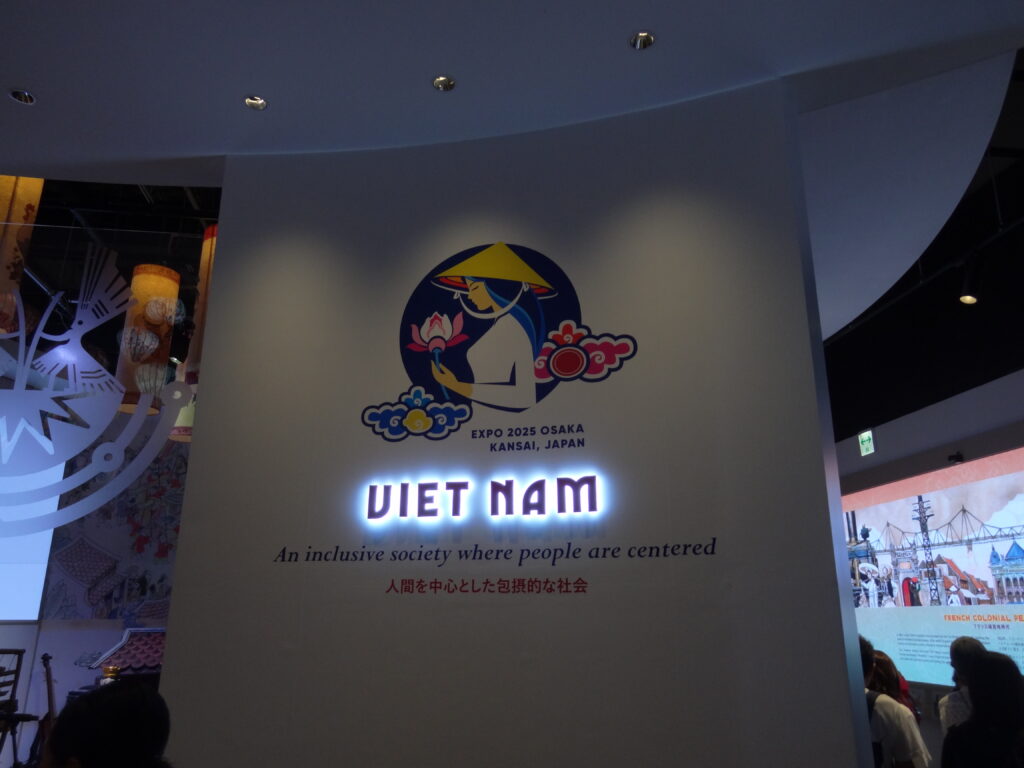 EXPO 2025 OSAKA
KANSAI, JAPAN
VIET NAM
An inclusive society where people are centered
人間を中心とした包摂的な社会
FRENCH COLONIAL